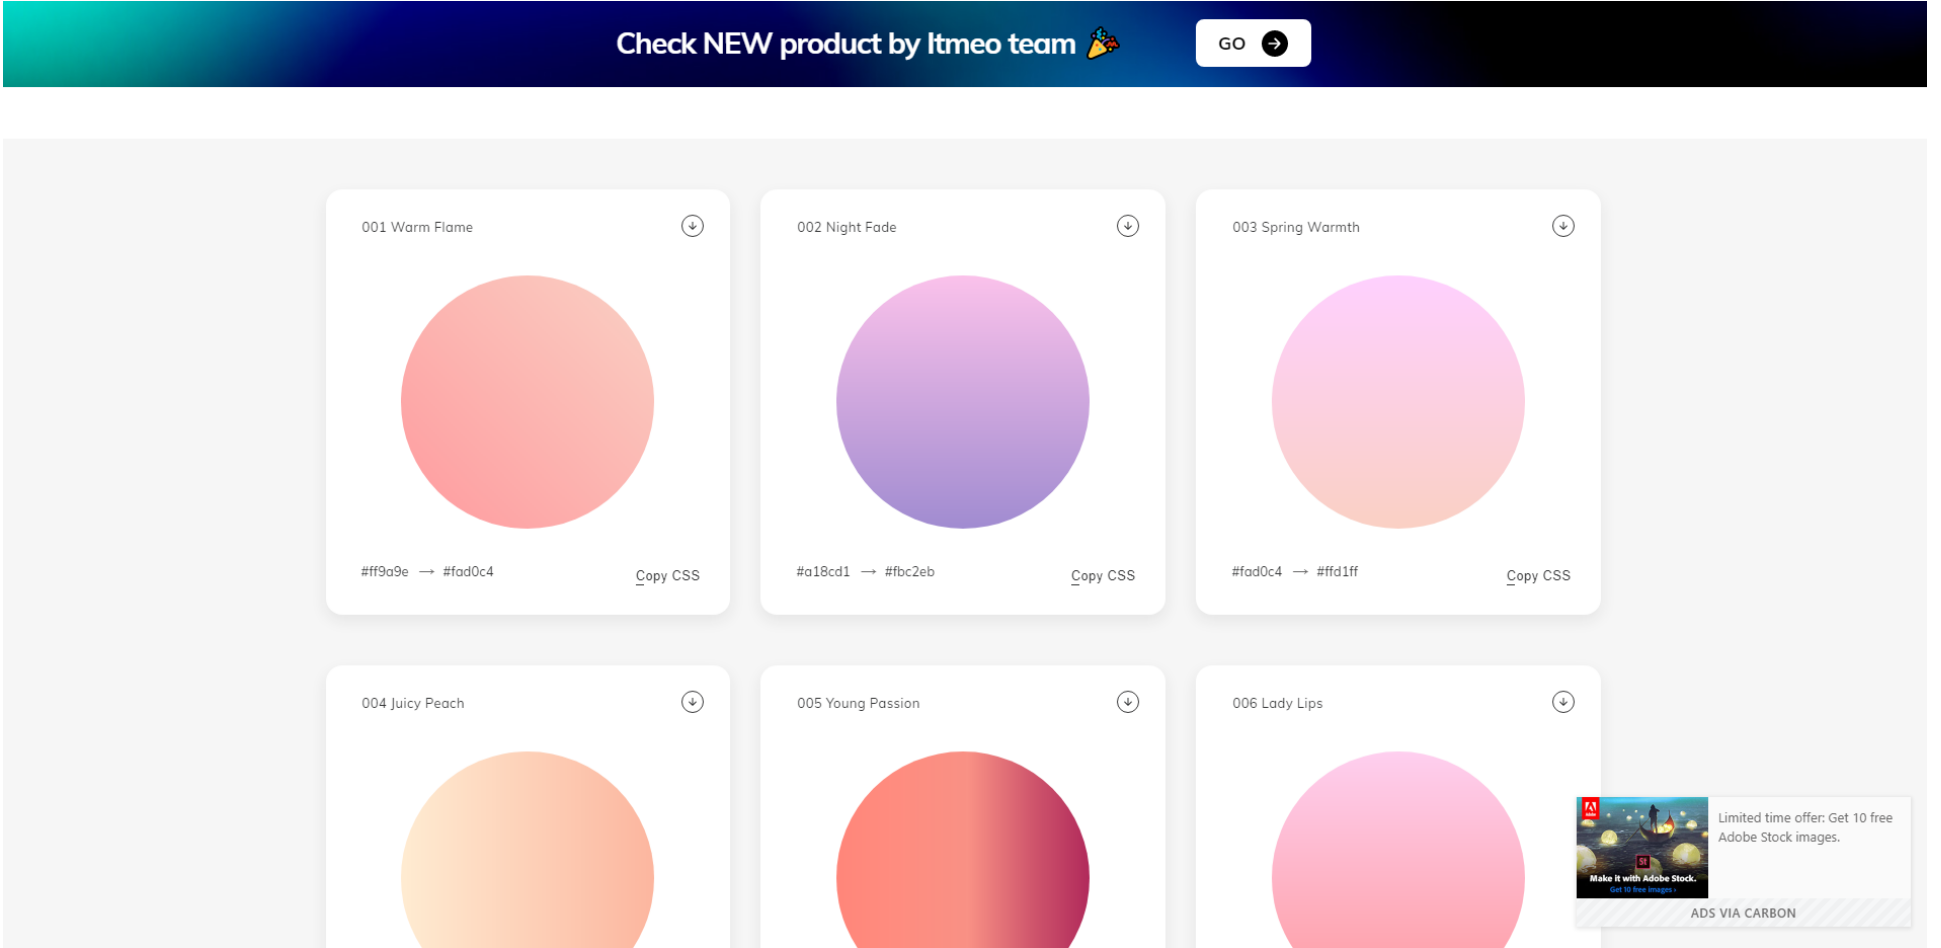 Check NEW product by Itmeo team
GO
001 Warm Flame
002 Night Fade
003 Spring Warmth
#ff9a9e → #fad0c4
Copy CSS
#a18cd1 → #fbc2eb
Copy CSS
#fad0c4 → #ffd1ff
Copy CSS
004 Juicy Peach
005 Young Passion
006 Lady Lips
Adobe
St
Make it with Adobe Stock.
Get 10 free images ›
Limited time offer: Get 10 free
Adobe Stock images.
ADS VIA CARBON